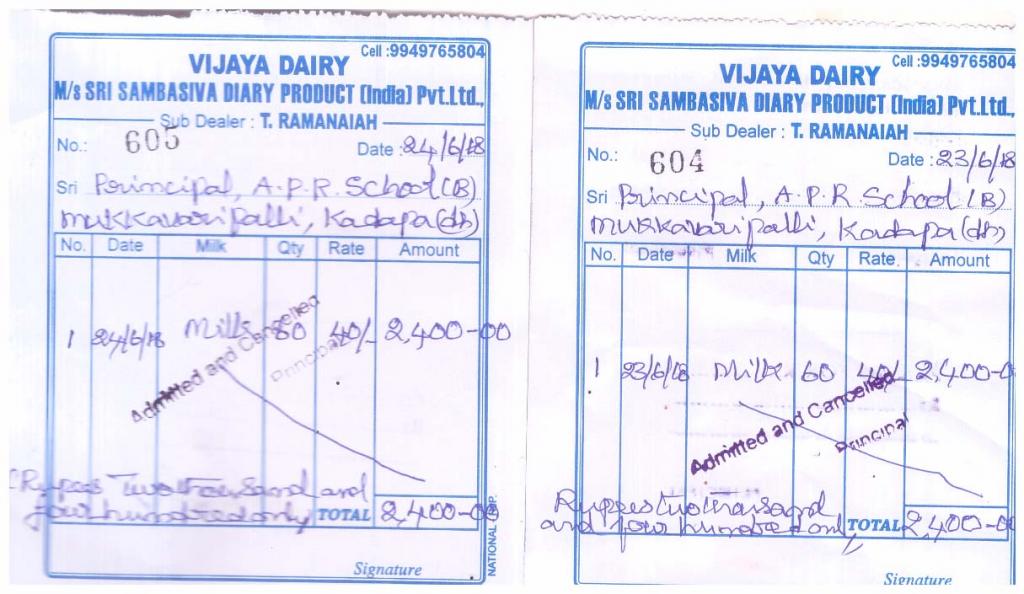 Cell :9949765804
VIJAYA DAIRY
M/s SRI SAMBASIVA DIARY PRODUCT (India) Pvt.Ltd.,
Sub Dealer : T. RAMANAIAH
No.: 605 Date : 24/6/18
Sri Principal, A.P.R. School (B)
Mukkavaripalli, Kadapa (dt)
No. Date Milk Qty Rate Amount
1 24/6/18 Milk 60 40/- 2,400-00
Admitted and Cancelled
Principal
Rupees Two thousand and
four hundred only TOTAL 2,400-00
NATIONAL
Signature
Cell :9949765804
VIJAYA DAIRY
M/s SRI SAMBASIVA DIARY PRODUCT (India) Pvt.Ltd.,
Sub Dealer : T. RAMANAIAH
No.: 604 Date : 23/6/18
Sri Principal, A.P.R School (B)
Mukkavaripalli, Kadapa (dt)
No. Date Milk Qty Rate. Amount
1 23/6/18 Milk 60 40/- 2,400-0
Admitted and Cancelled
Principal
Ruppes two thousand
and four hundred only, TOTAL 2,400-0
Signature